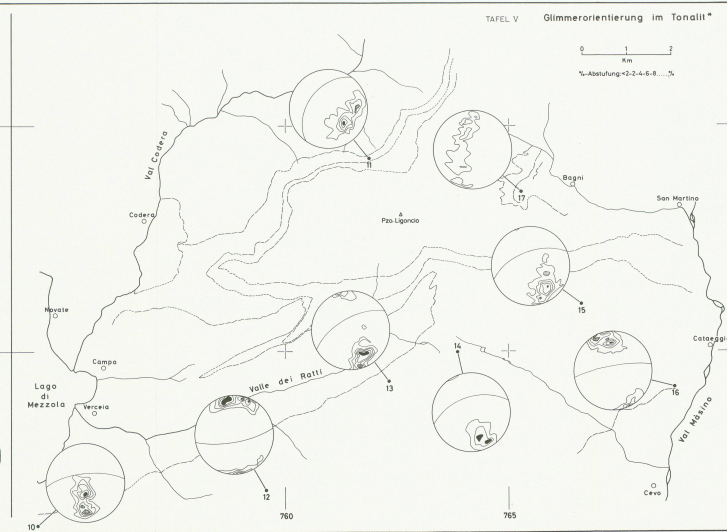 TAFEL V Glimmerorientierung im Tonalit
0 1 2
Km
%-Abstufung:<2-2-4-6-8.....%
11
Val Codera
17
Bagni
San Martino
Codera
Pzo. Ligoncio
15
Novate
14
Cataeggi
Campo
13
16
Lago
di
Mezzola
Valle dei Ratti
Verceia
Val Màsino
12
Cevo
10
760
765